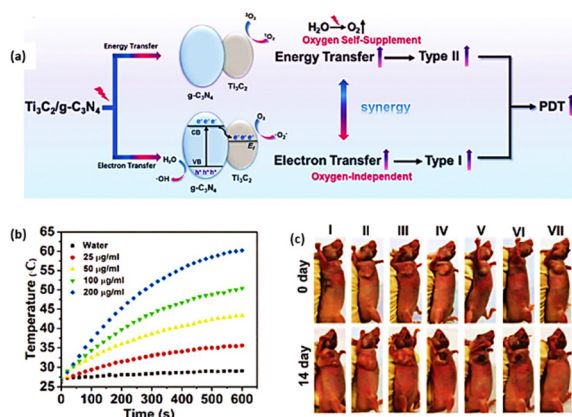 (a)
Energy Transfer
³O₂
¹O₂
Ti₃C₂
g-C₃N₄
H₂O → O₂↑
Oxygen Self-Supplement
Energy Transfer → Type II
Ti₃C₂/g-C₃N₄
synergy
PDT
Electron Transfer
H₂O
·OH
CB
e⁻e⁻e⁻
e⁻e⁻e⁻
E_f
VB
h⁺h⁺h⁺
O₂
·O₂⁻
Ti₃C₂
g-C₃N₄
Electron Transfer → Type I
Oxygen-Independent
(b)
Temperature (℃)
65
60
55
50
45
40
35
30
25
Water
25 μg/ml
50 μg/ml
100 μg/ml
200 μg/ml
0 100 200 300 400 500 600
Time (s)
(c)
I II III IV V VI VII
0 day
14 day